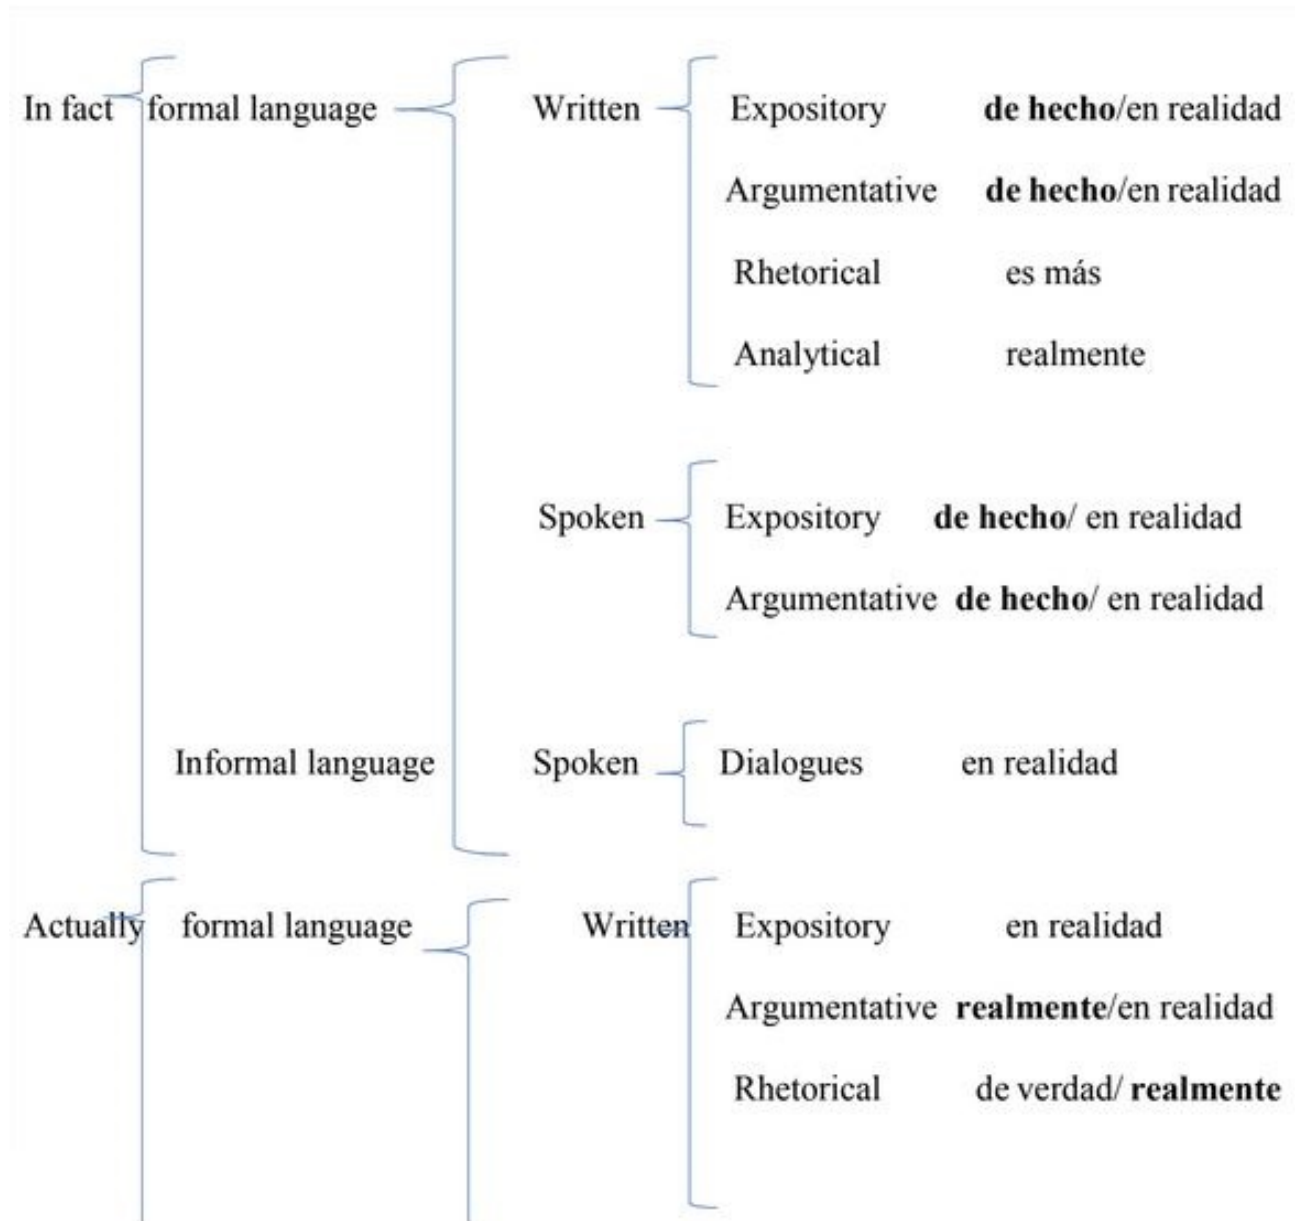 In fact formal language Written Expository de hecho/en realidad
Argumentative de hecho/en realidad
Rhetorical es más
Analytical realmente
Spoken Expository de hecho/ en realidad
Argumentative de hecho/ en realidad
Informal language Spoken Dialogues en realidad
Actually formal language Written Expository en realidad
Argumentative realmente/en realidad
Rhetorical de verdad/ realmente